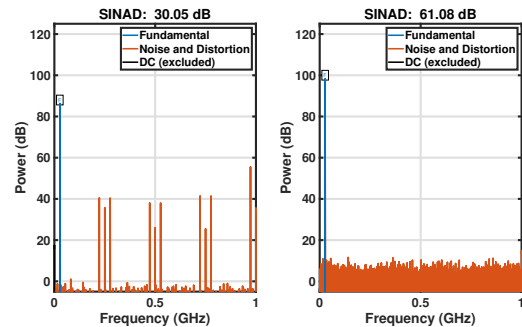 SINAD: 30.05 dB
Fundamental
Noise and Distortion
DC (excluded)
120
100
80
60
40
20
0
Power (dB)
0
0.5
1
Frequency (GHz)
SINAD: 61.08 dB
Fundamental
Noise and Distortion
DC (excluded)
120
100
80
60
40
20
0
Power (dB)
0
0.5
1
Frequency (GHz)